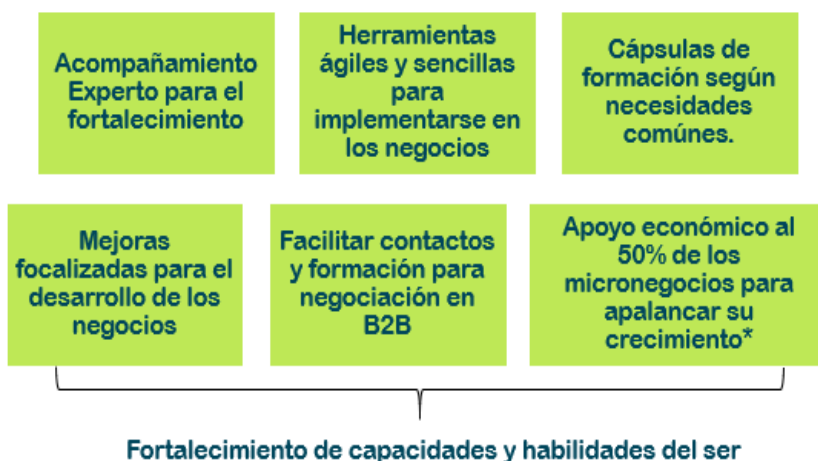 Acompañamiento
Experto para el
fortalecimiento
Herramientas
ágiles y sencillas
para
implementarse en
los negocios
Cápsulas de
formación según
necesidades
comúnes.
Mejoras
focalizadas para el
desarrollo de los
negocios
Facilitar contactos
y formación para
negociación en
B2B
Apoyo económico al
50% de los
micronegocios para
apalancar su
crecimiento*
Fortalecimiento de capacidades y habilidades del ser